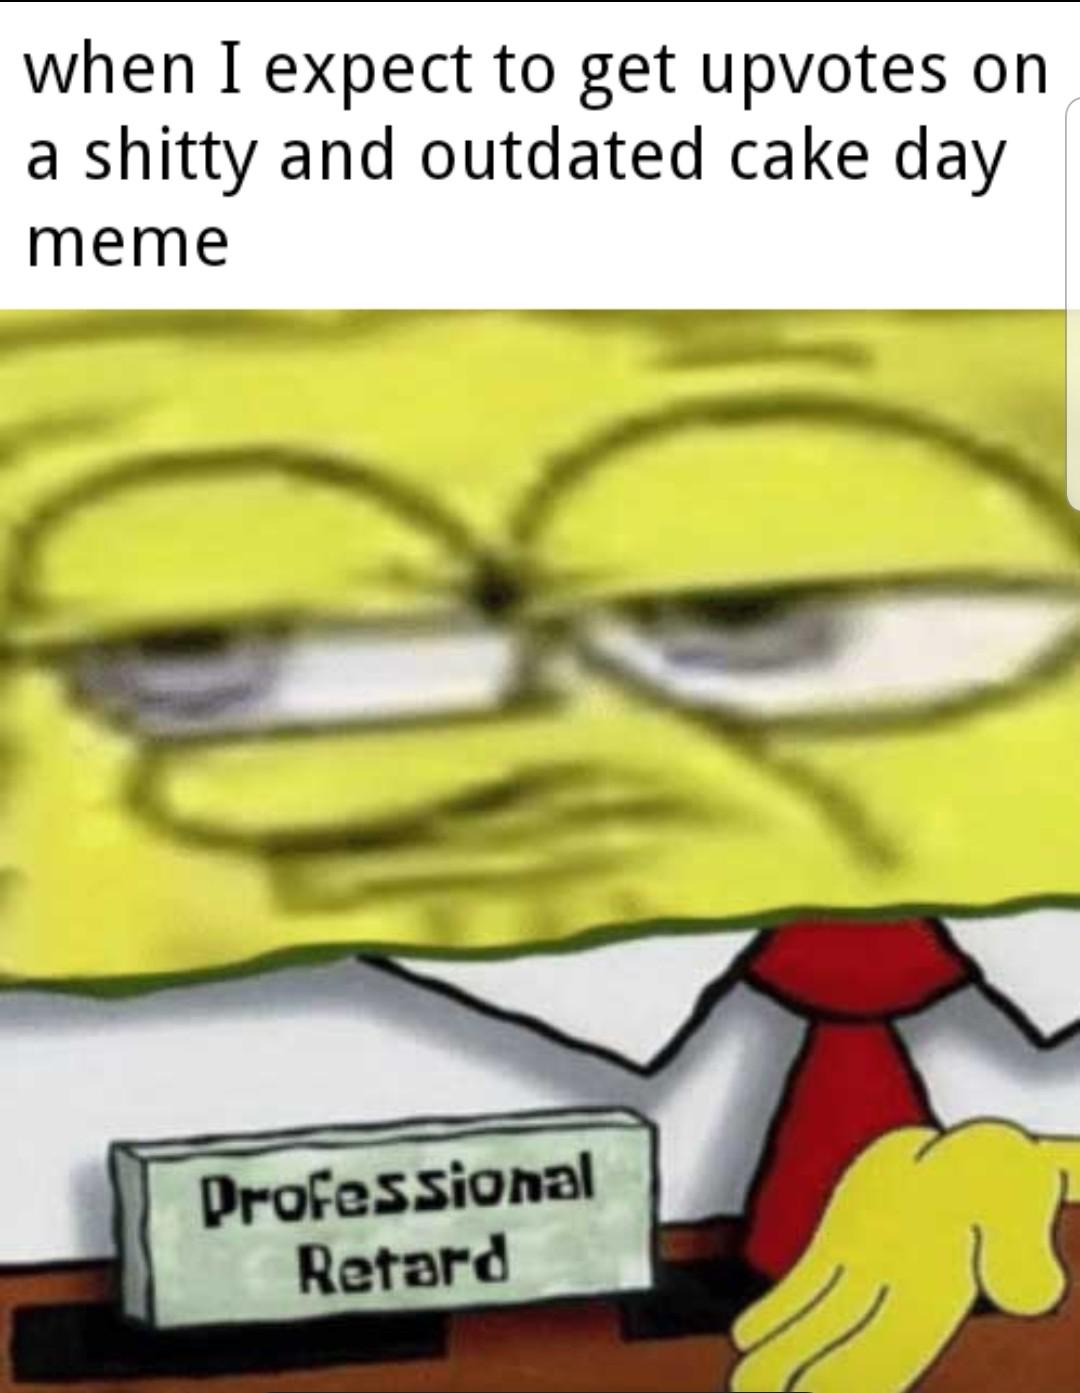 when I expect to get upvotes on
a shitty and outdated cake day
meme
Professional
Retard